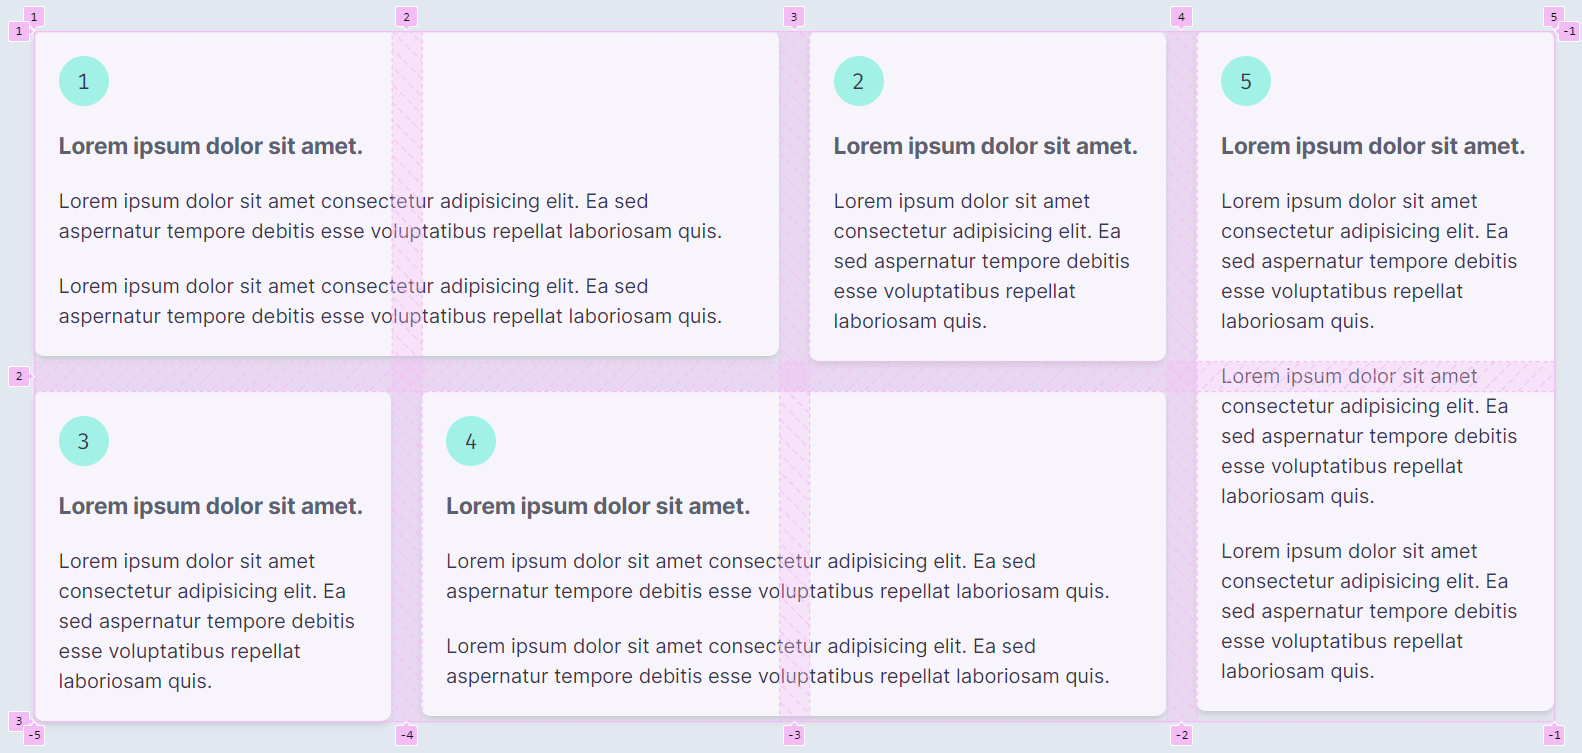 1
2
3
4
5
1
-1
1
Lorem ipsum dolor sit amet.
Lorem ipsum dolor sit amet consectetur adipisicing elit. Ea sed
aspernatur tempore debitis esse voluptatibus repellat laboriosam quis.
Lorem ipsum dolor sit amet consectetur adipisicing elit. Ea sed
aspernatur tempore debitis esse voluptatibus repellat laboriosam quis.
2
Lorem ipsum dolor sit amet.
Lorem ipsum dolor sit amet
consectetur adipisicing elit. Ea
sed aspernatur tempore debitis
esse voluptatibus repellat
laboriosam quis.
5
Lorem ipsum dolor sit amet.
Lorem ipsum dolor sit amet
consectetur adipisicing elit. Ea
sed aspernatur tempore debitis
esse voluptatibus repellat
laboriosam quis.
Lorem ipsum dolor sit amet
consectetur adipisicing elit. Ea
sed aspernatur tempore debitis
esse voluptatibus repellat
laboriosam quis.
Lorem ipsum dolor sit amet
consectetur adipisicing elit. Ea
sed aspernatur tempore debitis
esse voluptatibus repellat
laboriosam quis.
2
3
Lorem ipsum dolor sit amet.
Lorem ipsum dolor sit amet
consectetur adipisicing elit. Ea
sed aspernatur tempore debitis
esse voluptatibus repellat
laboriosam quis.
4
Lorem ipsum dolor sit amet.
Lorem ipsum dolor sit amet consectetur adipisicing elit. Ea sed
aspernatur tempore debitis esse voluptatibus repellat laboriosam quis.
Lorem ipsum dolor sit amet consectetur adipisicing elit. Ea sed
aspernatur tempore debitis esse voluptatibus repellat laboriosam quis.
3
-5
-4
-3
-2
-1